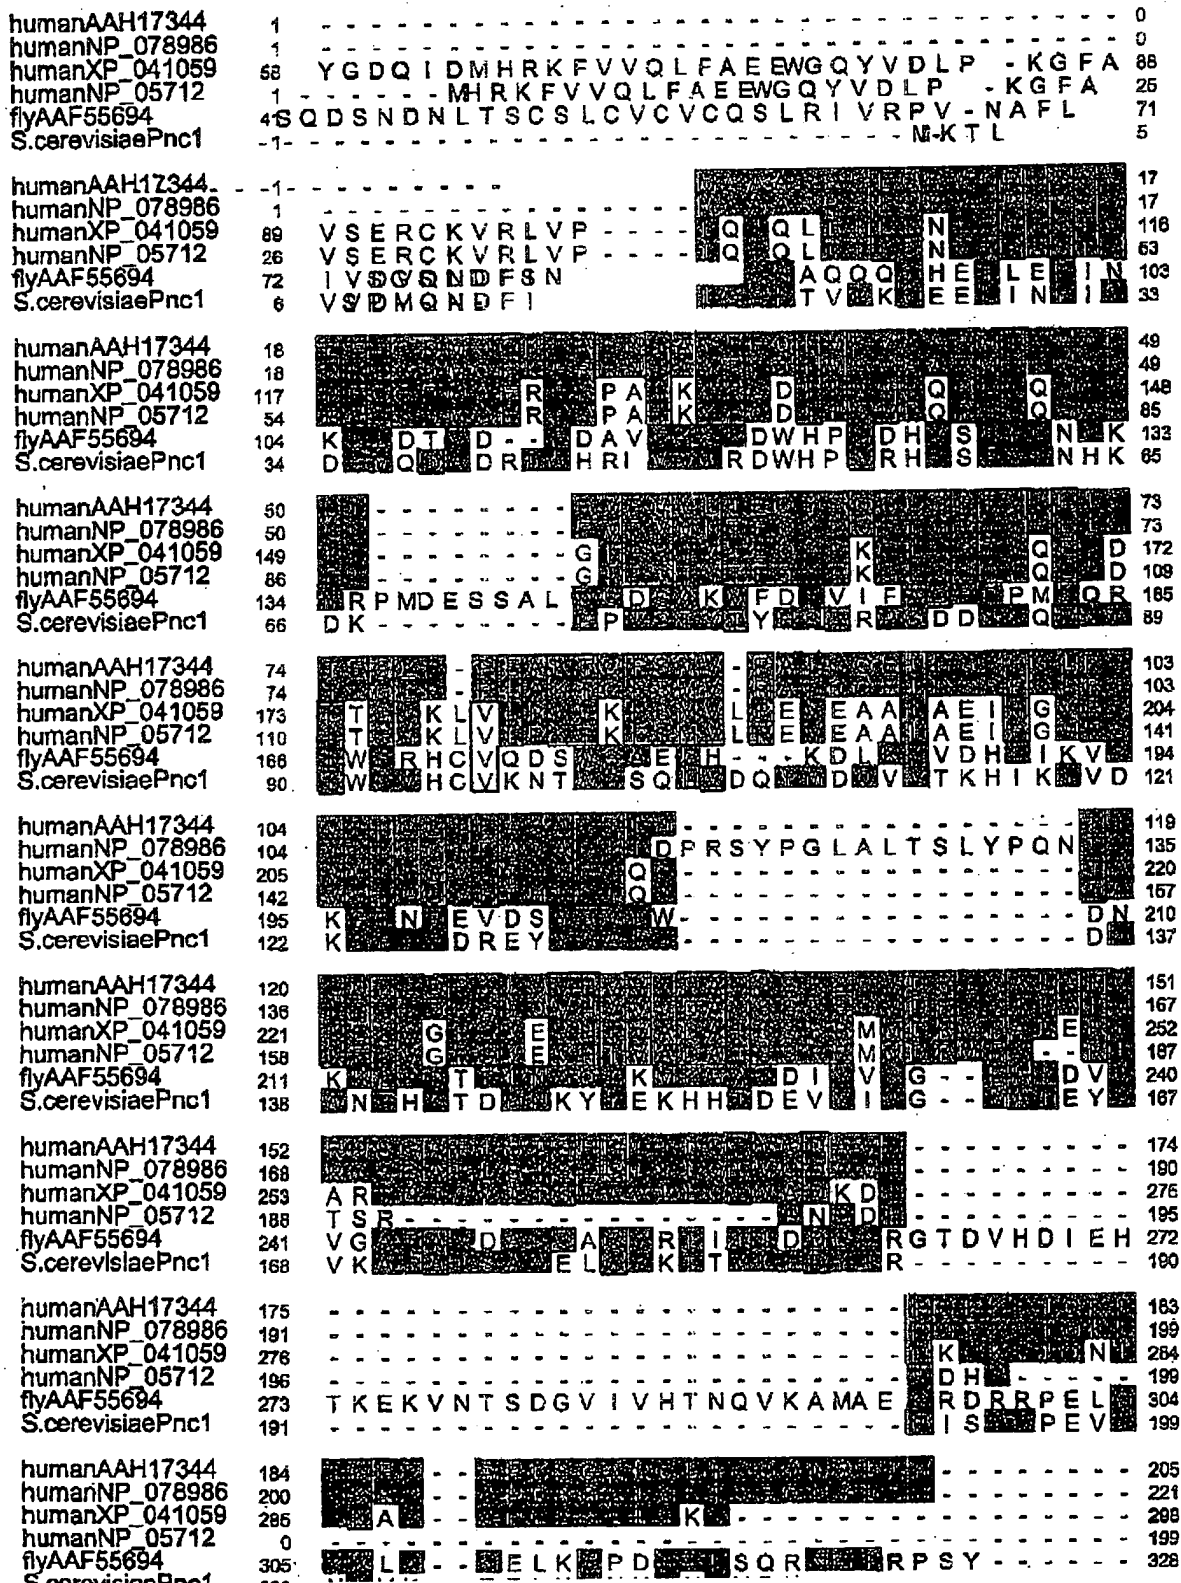 humanAAH17344 1 - - - - - - - - - - - - - - - - - - - - - - - - - - - - - - - - 0
humanNP_078986 1 - - - - - - - - - - - - - - - - - - - - - - - - - - - - - - - - 0
humanXP_041059 58 YGDQIDMHRKFVVQLFAEEWGQYVDLP-KGFA 88
humanNP_05712 1 - - - - - - MHRKFVVQLFAEEWGQYVDLP-KGFA 25
flyAAF55694 41 SQDSNDNLTSCSLCVCVCQSLRIVRPV-NAFL 71
S.cerevisiaePnc1 -1- - - - - - - - - - - - - - - - - - - - - - - - M-KTL 5
humanAAH17344 1 - - - - - - - - 17
humanNP_078986 1 - - - - - - - - - - - - - - - 17
humanXP_041059 89 VSERCKVRLVP - - - - Q QL N 116
humanNP_05712 26 VSERCKVRLVP - - - - Q QL N 53
flyAAF55694 72 IV NDFSN AQQQ HE LE IN 103
S.cerevisiaePnc1 6 V DMQNDFI TV K EE IN I 33
humanAAH17344 18 49
humanNP_078986 18 49
humanXP_041059 117 R PA K D Q Q 148
humanNP_05712 54 R PA K D Q Q 85
flyAAF55694 104 K DT D - - DAV DWHP DH S N K 133
S.cerevisiaePnc1 34 D Q DR HRI RDWHP RH S NHK 65
humanAAH17344 50 - - - - - - - - 73
humanNP_078986 50 - - - - - - - - 73
humanXP_041059 149 - - - - - - - - G K Q D 172
humanNP_05712 86 - - - - - - - - G K Q D 109
flyAAF55694 134 RPMDESSAL D K FD VIF PM QR 165
S.cerevisiaePnc1 66 DK - - - - - - - - P Y R DD Q 89
humanAAH17344 74 - - 103
humanNP_078986 74 - - 103
humanXP_041059 173 T KLV K L E EAA AEI G 204
humanNP_05712 110 T KLV K L E EAA AEI G 141
flyAAF55694 166 W RHCVQDS AE H - - - KDL VDH IKV 194
S.cerevisiaePnc1 90 W HCVKNT SQ DQ D V TKHIK VD 121
humanAAH17344 104 - - - - - - - - - - - - - - - - 119
humanNP_078986 104 DPRSYPGLALTSLYPQN 135
humanXP_041059 205 Q - - - - - - - - - - - - - - - - 220
humanNP_05712 142 Q - - - - - - - - - - - - - - - - 157
flyAAF55694 195 K N EVDS W - - - - - - - - - - - - - - - - DN 210
S.cerevisiaePnc1 122 K DREY - - - - - - - - - - - - - - - - D 137
humanAAH17344 120 151
humanNP_078986 136 167
humanXP_041059 221 G E M E 252
humanNP_05712 158 G E M - - 187
flyAAF55694 211 K T K DI V G - - DV 240
S.cerevisiaePnc1 138 N H TD KY EKHH DEV I G - - EY 167
humanAAH17344 152 - - - - - - - - - 174
humanNP_078986 168 - - - - - - - - - 190
humanXP_041059 253 AR KD - - - - - - - - - 275
humanNP_05712 188 TSR - - - - - - - - - - - - - - - N D - - - - - - - - - 195
flyAAF55694 241 VG D A R I D RGTDVHDIEH 272
S.cerevisiaePnc1 168 VK EL K T R - - - - - - - - - 190
humanAAH17344 175 - - - - - - - - - - - - - - - - - - - - - - - 183
humanNP_078986 191 - - - - - - - - - - - - - - - - - - - - - - - 199
humanXP_041059 276 - - - - - - - - - - - - - - - - - - - - - - - K N 284
humanNP_05712 196 - - - - - - - - - - - - - - - - - - - - - - - DH - - - - - 199
flyAAF55694 273 TKEKVNTSDGVIVHTNQVKAMAE RDRRPEL 304
S.cerevisiaePnc1 191 - - - - - - - - - - - - - - - - - - - - - - - IS PEV 199
humanAAH17344 184 - - - - - - - - - - 205
humanNP_078986 200 - - - - - - - - - - 221
humanXP_041059 285 A - - K - - - - - - - - 298
humanNP_05712 0 - - - - - - - - - - - - - - - - - - - - - - - - - - - - - - - - 199
flyAAF55694 305 L - - ELK PD SQR RPSY - - - - - - 328